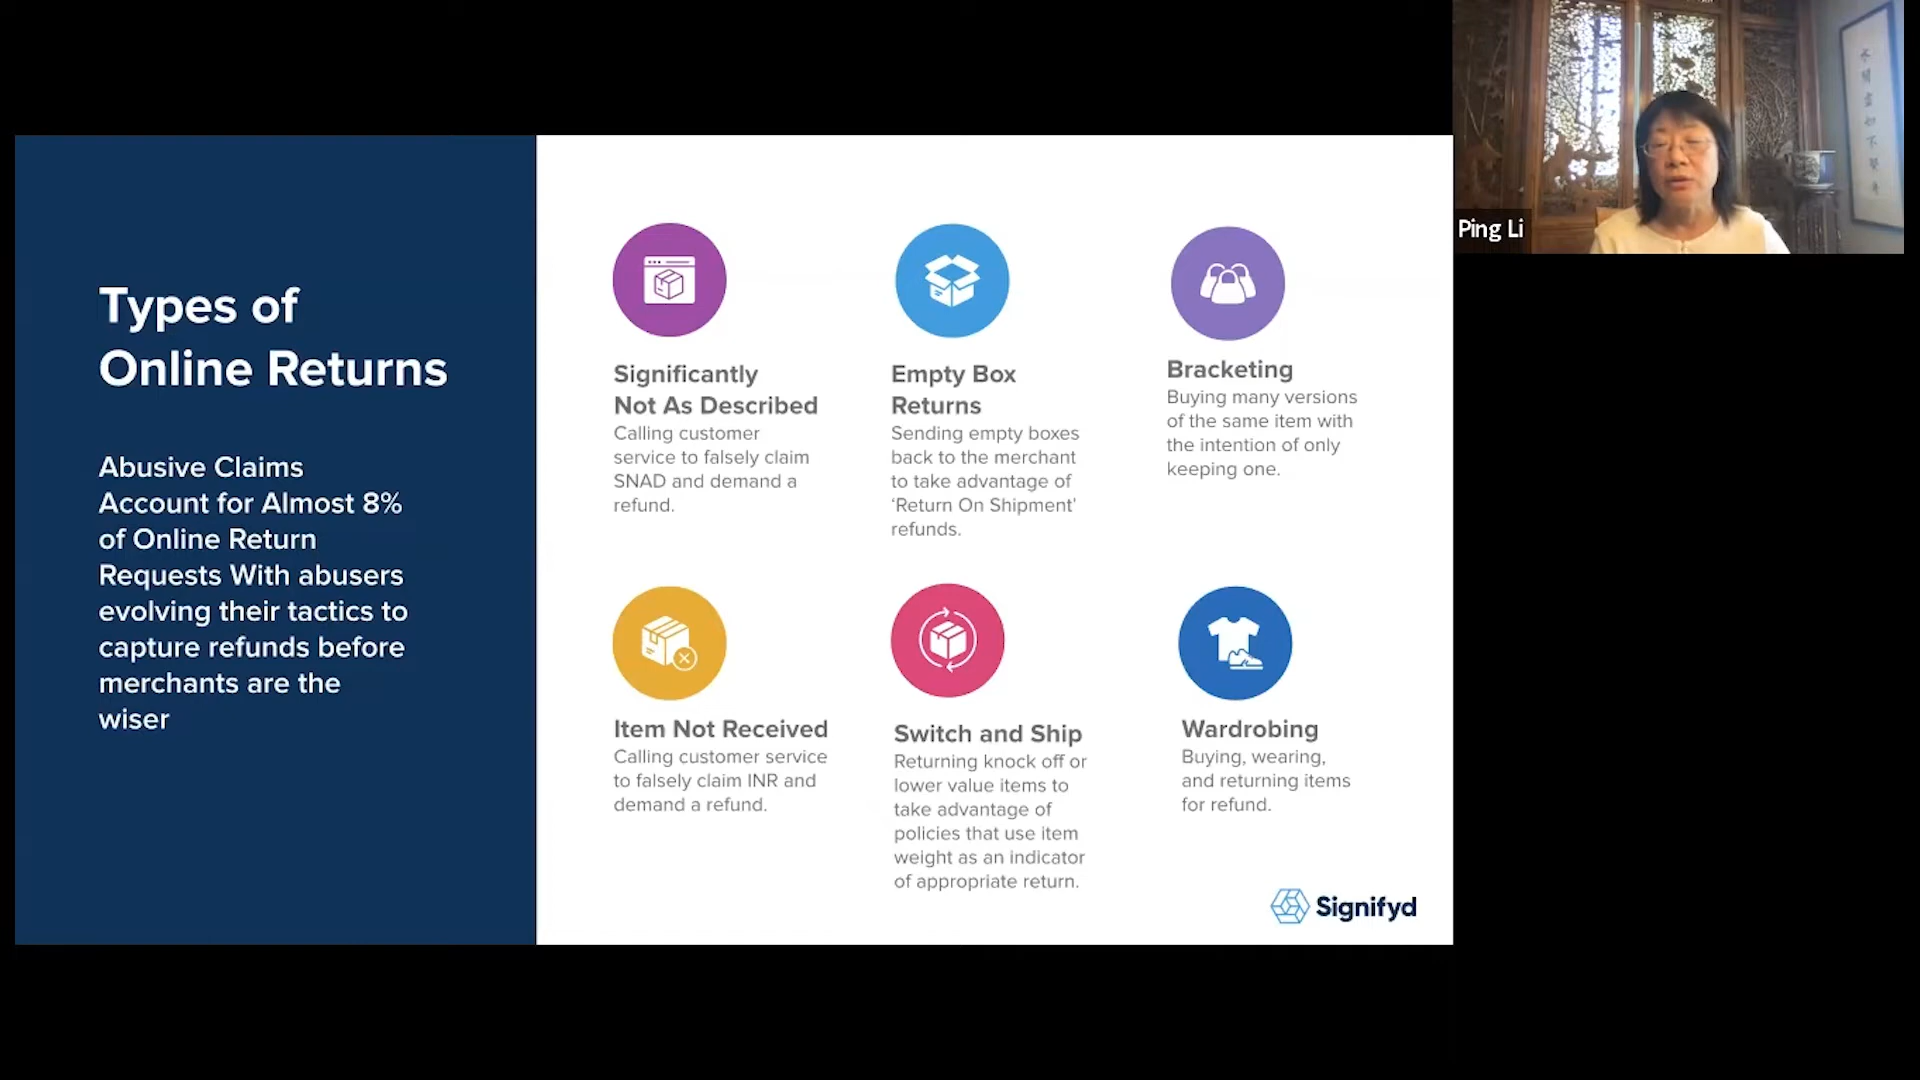 Types of
Online Returns
Abusive Claims
Account for Almost 8%
of Online Return
Requests With abusers
evolving their tactics to
capture refunds before
merchants are the
wiser
Significantly
Not As Described
Calling customer
service to falsely claim
SNAD and demand a
refund.
Empty Box
Returns
Sending empty boxes
back to the merchant
to take advantage of
‘Return On Shipment’
refunds.
Bracketing
Buying many versions
of the same item with
the intention of only
keeping one.
Item Not Received
Calling customer service
to falsely claim INR and
demand a refund.
Switch and Ship
Returning knock off or
lower value items to
take advantage of
policies that use item
weight as an indicator
of appropriate return.
Wardrobing
Buying, wearing,
and returning items
for refund.
Signifyd
Ping Li